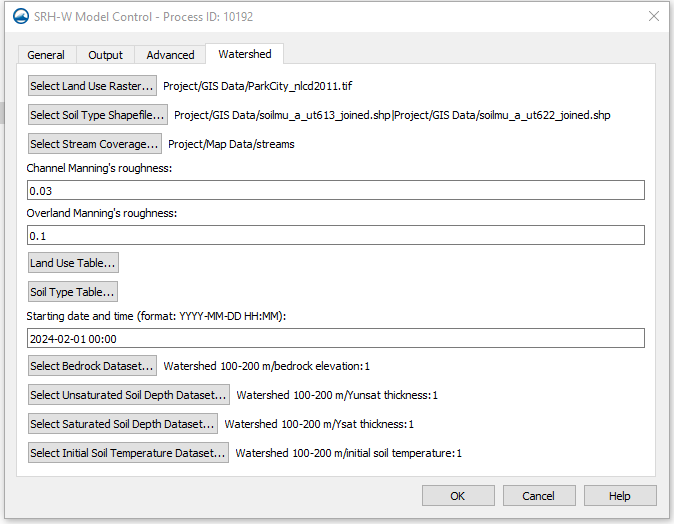 SRH-W Model Control - Process ID: 10192
General Output Advanced Watershed
Select Land Use Raster... Project/GIS Data/ParkCity_nlcd2011.tif
Select Soil Type Shapefile... Project/GIS Data/soilmu_a_ut613_joined.shp|Project/GIS Data/soilmu_a_ut622_joined.shp
Select Stream Coverage... Project/Map Data/streams
Channel Manning's roughness:
0.03
Overland Manning's roughness:
0.1
Land Use Table...
Soil Type Table...
Starting date and time (format: YYYY-MM-DD HH:MM):
2024-02-01 00:00
Select Bedrock Dataset... Watershed 100-200 m/bedrock elevation:1
Select Unsaturated Soil Depth Dataset... Watershed 100-200 m/Yunsat thickness:1
Select Saturated Soil Depth Dataset... Watershed 100-200 m/Ysat thickness:1
Select Initial Soil Temperature Dataset... Watershed 100-200 m/initial soil temperature:1
OK Cancel Help